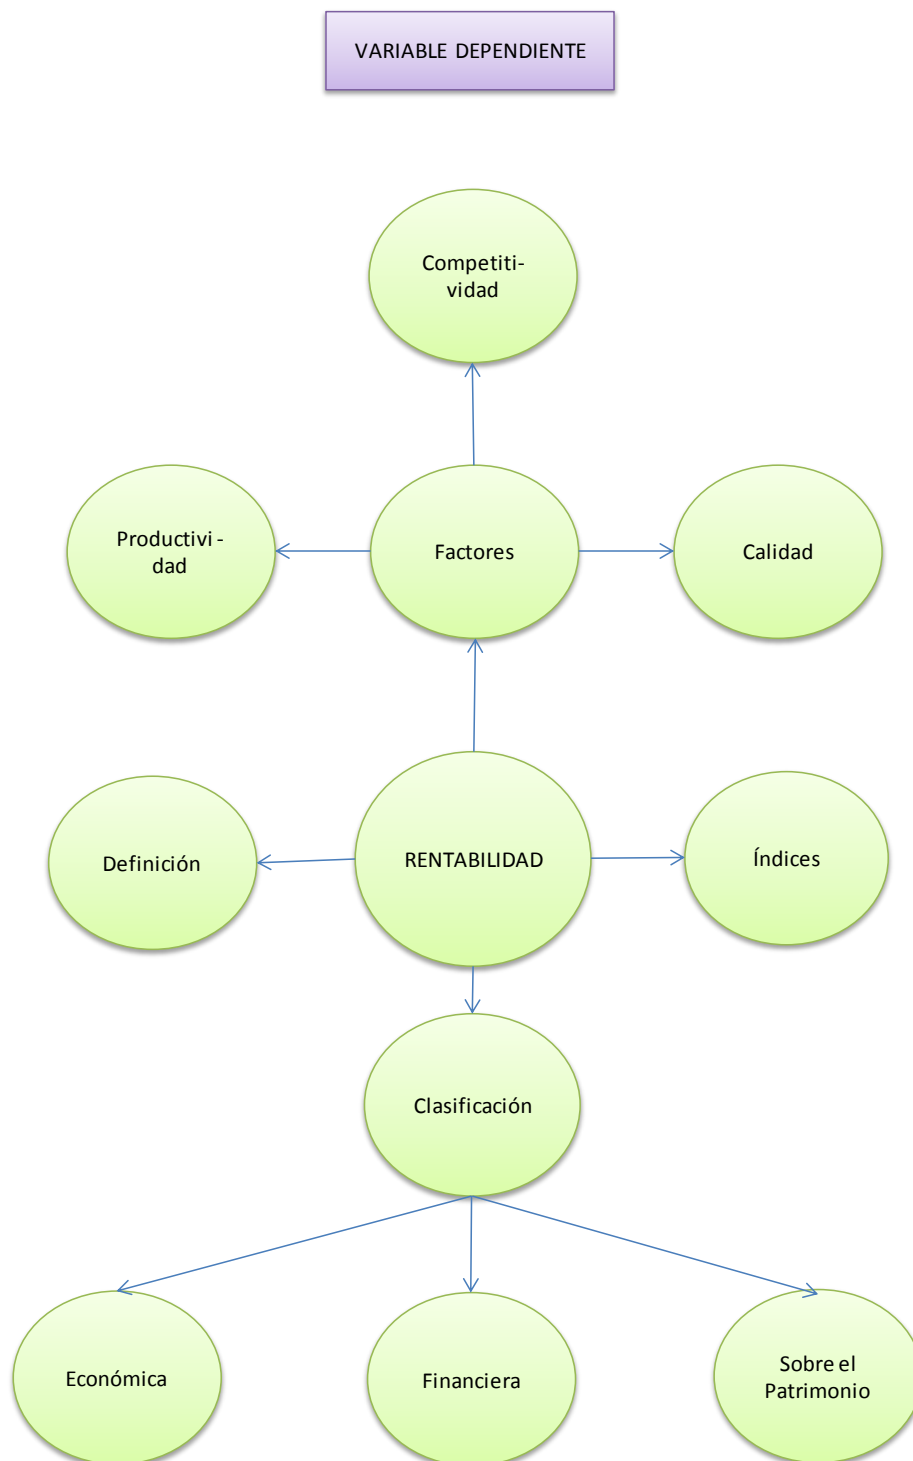 VARIABLE DEPENDIENTE
Competiti-
vidad
Productivi -
dad
Factores
Calidad
Definición
RENTABILIDAD
Índices
Clasificación
Económica
Financiera
Sobre el
Patrimonio